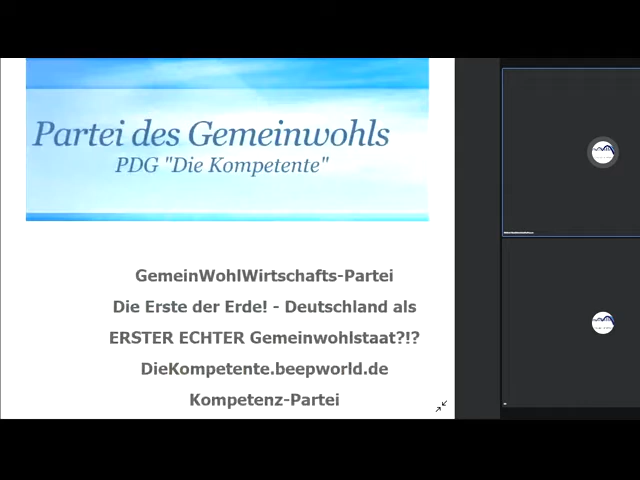 Partei des Gemeinwohls
PDG "Die Kompetente"
GemeinWohlWirtschafts-Partei
Die Erste der Erde! - Deutschland als
ERSTER ECHTER Gemeinwohlstaat?!?
DieKompetente.beepworld.de
Kompetenz-Partei